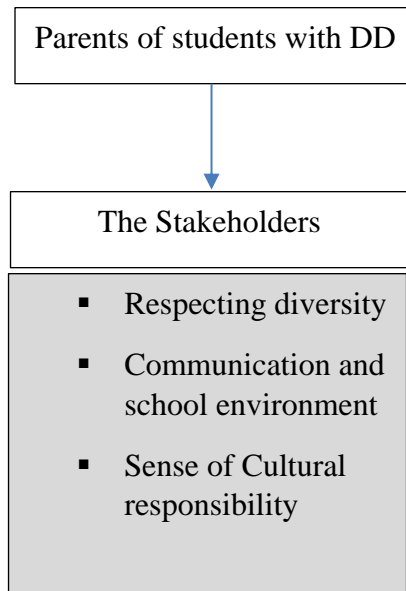 Parents of students with DD
The Stakeholders
▪ Respecting diversity
▪ Communication and
school environment
▪ Sense of Cultural
responsibility